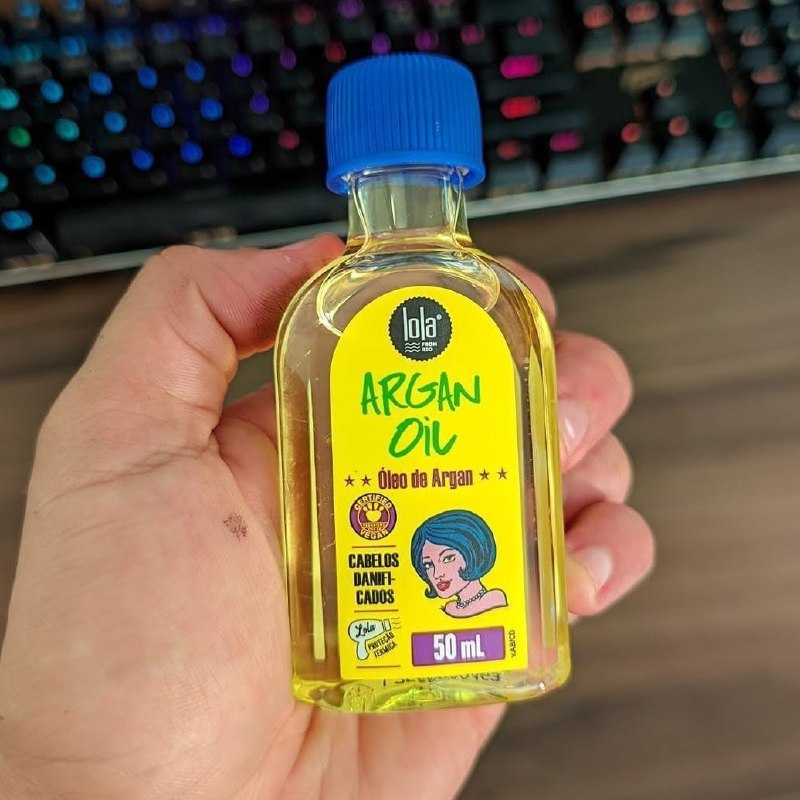 lola
FROM
RIO
ARGAN
OIL
Óleo de Argan
CERTIFIED
VEGAN
CABELOS
DANIFI-
CADOS
Lola
PROTEÇÃO
TÉRMICA
50 mL